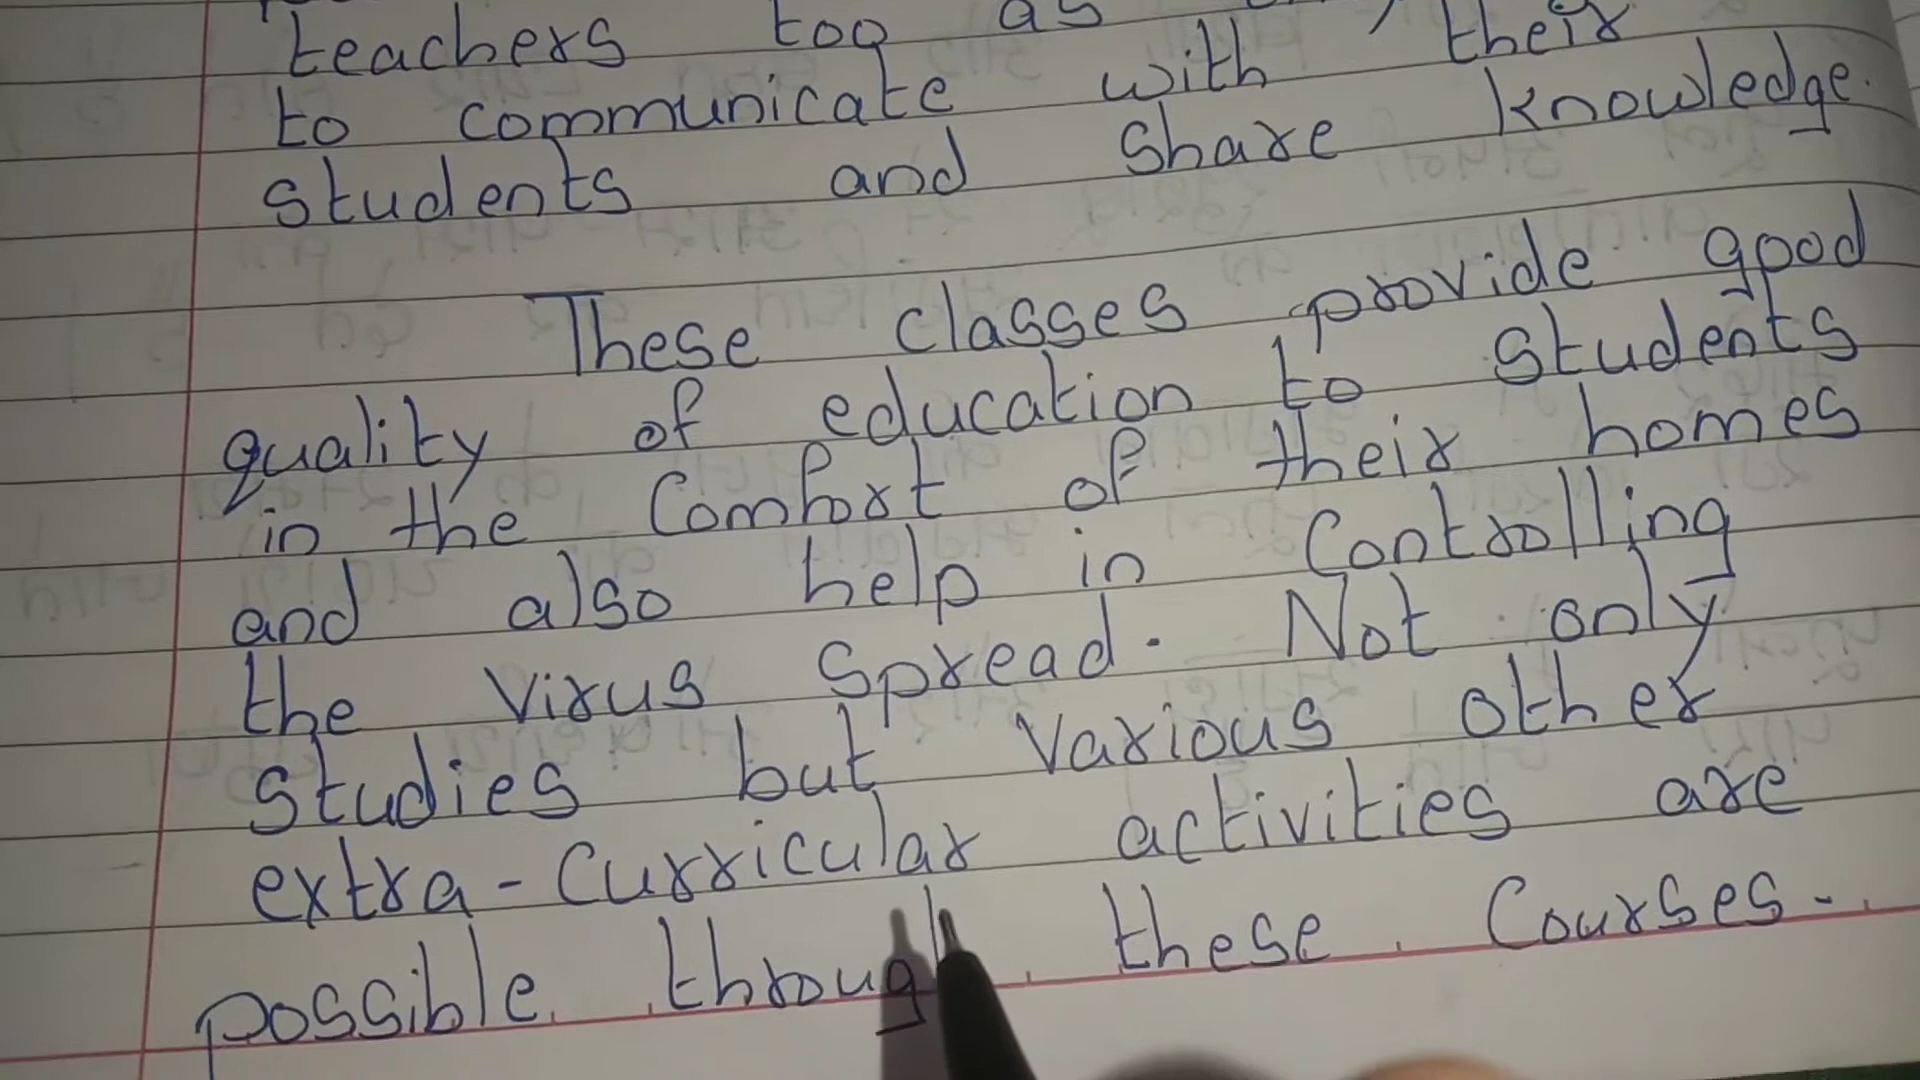 teachers too as
to communicate with their
students and share knowledge.
These classes provide good
quality of education to students
in the Comfort of their homes
and also help in Controlling
the Virus Spread. Not only
studies but Various other
extra-Curricular activities are
possible through these Courses.